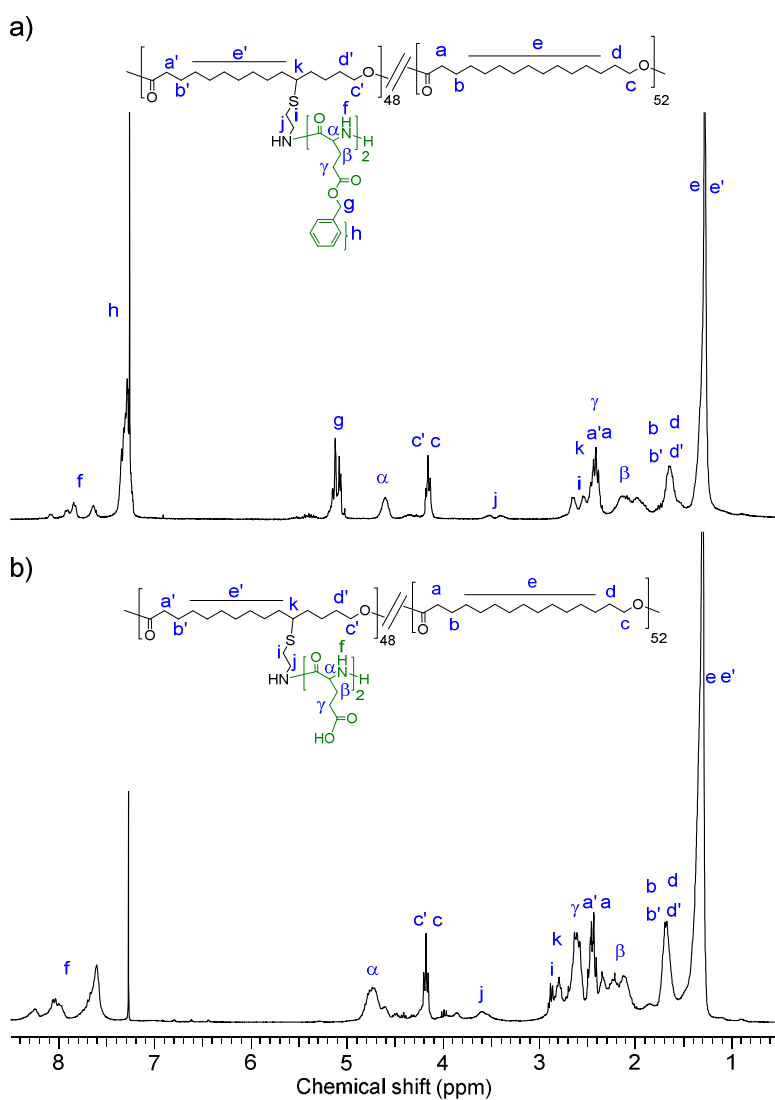 a)
a' e' k d' O a e d O
O b' c' 48 O b c 52
S f
j i O H
HN α N H
β 2
γ
O
O
g
h
h
γ
g c' c k a' a b d
f α i β b' d' e e'
j
b)
a' e' k d' O a e d O
O b' c' 48 O b c 52
S
i f
j O H
HN α N H
β 2
γ
O
HO
e e'
b d
c' c γ a' a b' d'
f α k β
j i
8 7 6 5 4 3 2 1
Chemical shift (ppm)